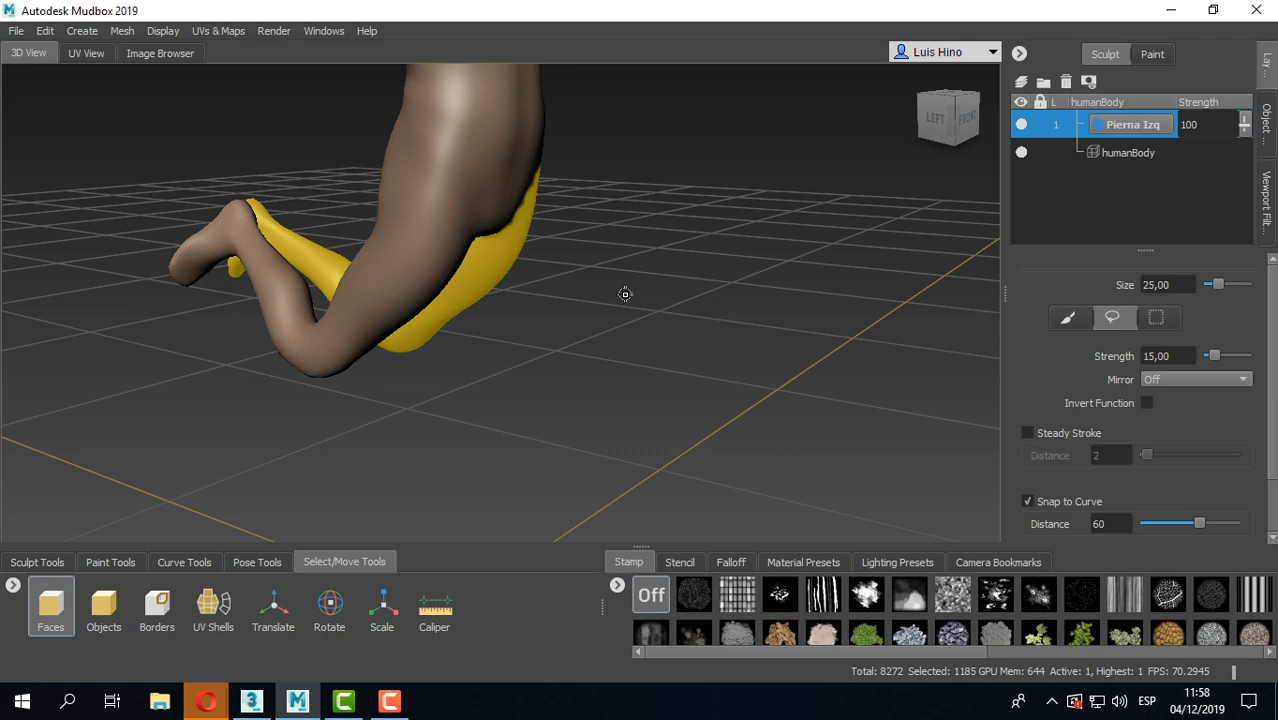 Autodesk Mudbox 2019
File Edit Create Mesh Display UVs & Maps Render Windows Help
3D View UV View Image Browser Luis Hino
Sculpt Paint
L humanBody Strength
1 Pierna Izq 100
humanBody
Lay...
Object ...
Viewport Filt...
LEFT FRONT
Size 25,00
Strength 15,00
Mirror Off
Invert Function
Steady Stroke
Distance 2
Snap to Curve
Distance 60
Sculpt Tools Paint Tools Curve Tools Pose Tools Select/Move Tools
Faces Objects Borders UV Shells Translate Rotate Scale Caliper
Stamp Stencil Falloff Material Presets Lighting Presets Camera Bookmarks
Off
Total: 8272 Selected: 1185 GPU Mem: 644 Active: 1, Highest: 1 FPS: 70.2945
ESP
11:58
04/12/2019